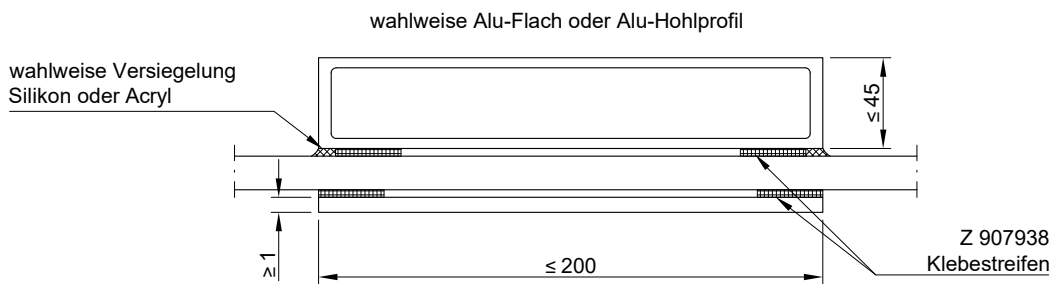 wahlweise Alu-Flach oder Alu-Hohlprofil
wahlweise Versiegelung
Silikon oder Acryl
≤ 45
≥ 1
≤ 200
Z 907938
Klebestreifen